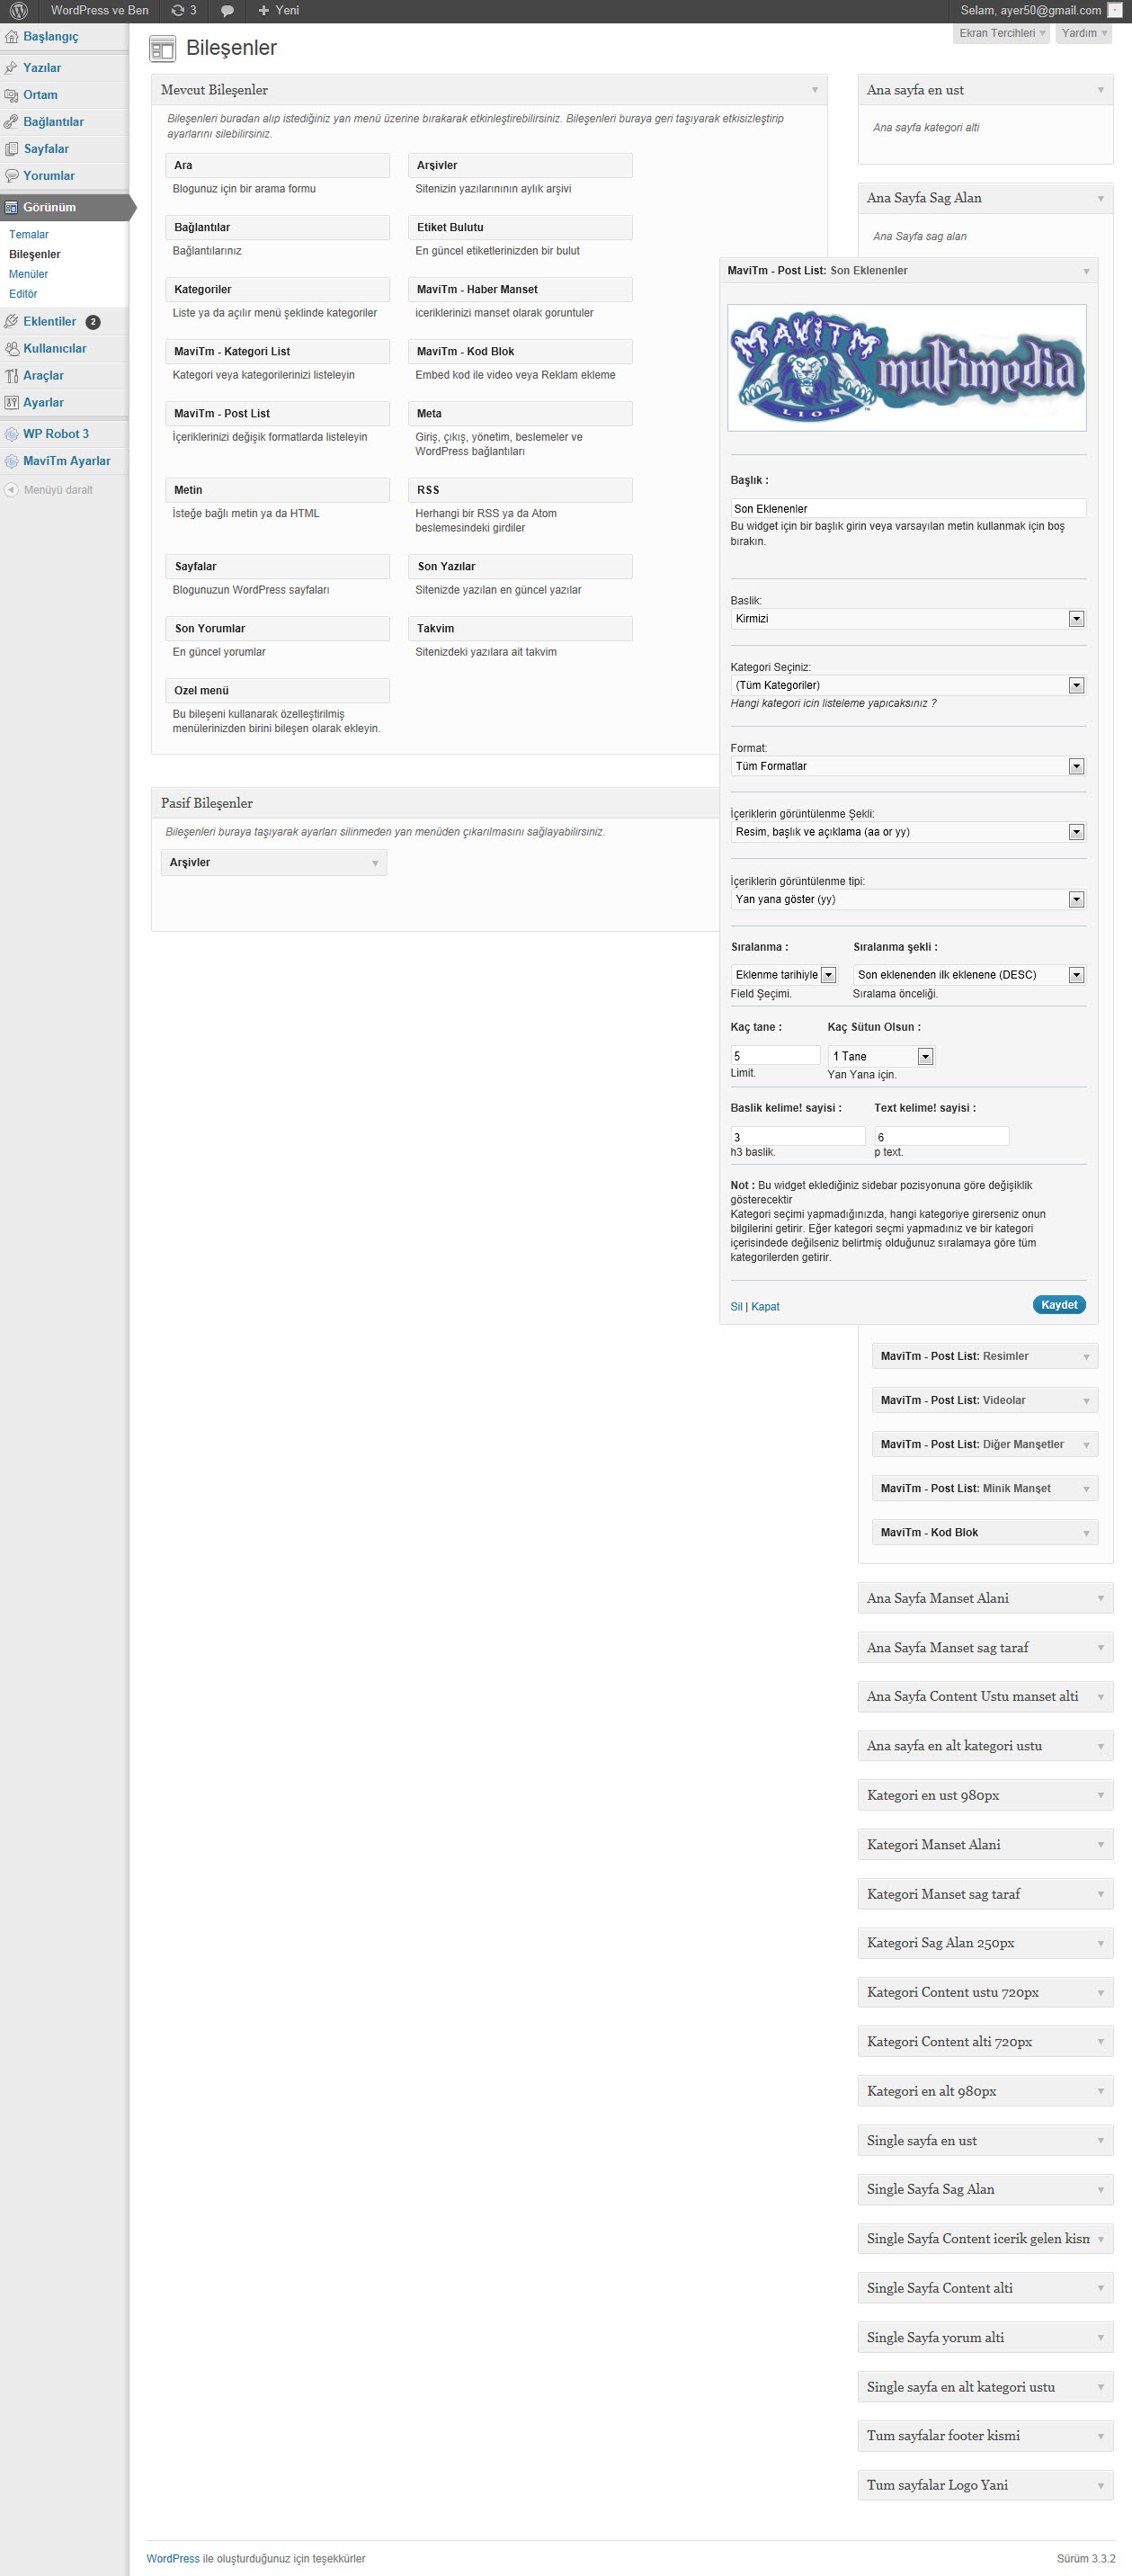 WordPress ve Ben
3
Yeni
Selam, ayer50@gmail.com
Başlangıç
Yazılar
Ortam
Bağlantılar
Sayfalar
Yorumlar
Görünüm
Temalar
Bileşenler
Menüler
Editör
Eklentiler 2
Kullanıcılar
Araçlar
Ayarlar
WP Robot 3
MaviTm Ayarlar
Menüyü daralt
Ekran Tercihleri
Yardım
Bileşenler
Mevcut Bileşenler
Bileşenleri buradan alıp istediğiniz yan menü üzerine bırakarak etkinleştirebilirsiniz. Bileşenleri buraya geri taşıyarak etkisizleştirip
ayarlarını silebilirsiniz.
Ara
Blogunuz için bir arama formu
Arşivler
Sitenizin yazılarınının aylık arşivi
Bağlantılar
Bağlantılarınız
Etiket Bulutu
En güncel etiketlerinizden bir bulut
Kategoriler
Liste ya da açılır menü şeklinde kategoriler
MaviTm - Haber Manset
iceriklerinizi manset olarak goruntuler
MaviTm - Kategori List
Kategori veya kategorilerinizi listeleyin
MaviTm - Kod Blok
Embed kod ile video veya Reklam ekleme
MaviTm - Post List
İçeriklerinizi değişik formatlarda listeleyin
Meta
Giriş, çıkış, yönetim, beslemeler ve
WordPress bağlantıları
Metin
İsteğe bağlı metin ya da HTML
RSS
Herhangi bir RSS ya da Atom
beslemesindeki girdiler
Sayfalar
Blogunuzun WordPress sayfaları
Son Yazılar
Sitenizde yazılan en güncel yazılar
Son Yorumlar
En güncel yorumlar
Takvim
Sitenizdeki yazılara ait takvim
Ozel menü
Bu bileşeni kullanarak özelleştirilmiş
menülerinizden birini bileşen olarak ekleyin.
Pasif Bileşenler
Bileşenleri buraya taşıyarak ayarları silinmeden yan menüden çıkarılmasını sağlayabilirsiniz.
Arşivler
Ana sayfa en ust
Ana sayfa kategori alti
Ana Sayfa Sag Alan
Ana Sayfa sag alan
MaviTm - Post List: Son Eklenenler
MAVITM
LION
™
multimedia
Başlık :
Son Eklenenler
Bu widget için bir başlık girin veya varsayılan metin kullanmak için boş
bırakın.
Baslik:
Kirmizi
Kategori Seçiniz:
(Tüm Kategoriler)
Hangi kategori icin listeleme yapıcaksınız ?
Format:
Tüm Formatlar
İçeriklerin görüntülenme Şekli:
Resim, başlık ve açıklama (aa or yy)
İçeriklerin görüntülenme tipi:
Yan yana göster (yy)
Sıralanma :
Sıralanma şekli :
Eklenme tarihiyle
Son eklenenden ilk eklenene (DESC)
Field Şeçimi.
Sıralama önceliği.
Kaç tane :
Kaç Sütun Olsun :
5
1 Tane
Limit.
Yan Yana için.
Baslik kelime! sayisi :
Text kelime! sayisi :
3
6
h3 baslik.
p text.
Not : Bu widget eklediğiniz sidebar pozisyonuna göre değişiklik
gösterecektir
Kategori seçimi yapmadığınızda, hangi kategoriye girerseniz onun
bilgilerini getirir. Eğer kategori seçmi yapmadınız ve bir kategori
içerisindede değilseniz belirtmiş olduğunuz sıralamaya göre tüm
kategorilerden getirir.
Sil | Kapat
Kaydet
MaviTm - Post List: Resimler
MaviTm - Post List: Videolar
MaviTm - Post List: Diğer Manşetler
MaviTm - Post List: Minik Manşet
MaviTm - Kod Blok
Ana Sayfa Manset Alani
Ana Sayfa Manset sag taraf
Ana Sayfa Content Ustu manset alti
Ana sayfa en alt kategori ustu
Kategori en ust 980px
Kategori Manset Alani
Kategori Manset sag taraf
Kategori Sag Alan 250px
Kategori Content ustu 720px
Kategori Content alti 720px
Kategori en alt 980px
Single sayfa en ust
Single Sayfa Sag Alan
Single Sayfa Content icerik gelen kism
Single Sayfa Content alti
Single Sayfa yorum alti
Single sayfa en alt kategori ustu
Tum sayfalar footer kismi
Tum sayfalar Logo Yani
WordPress ile oluşturduğunuz için teşekkürler
Sürüm 3.3.2